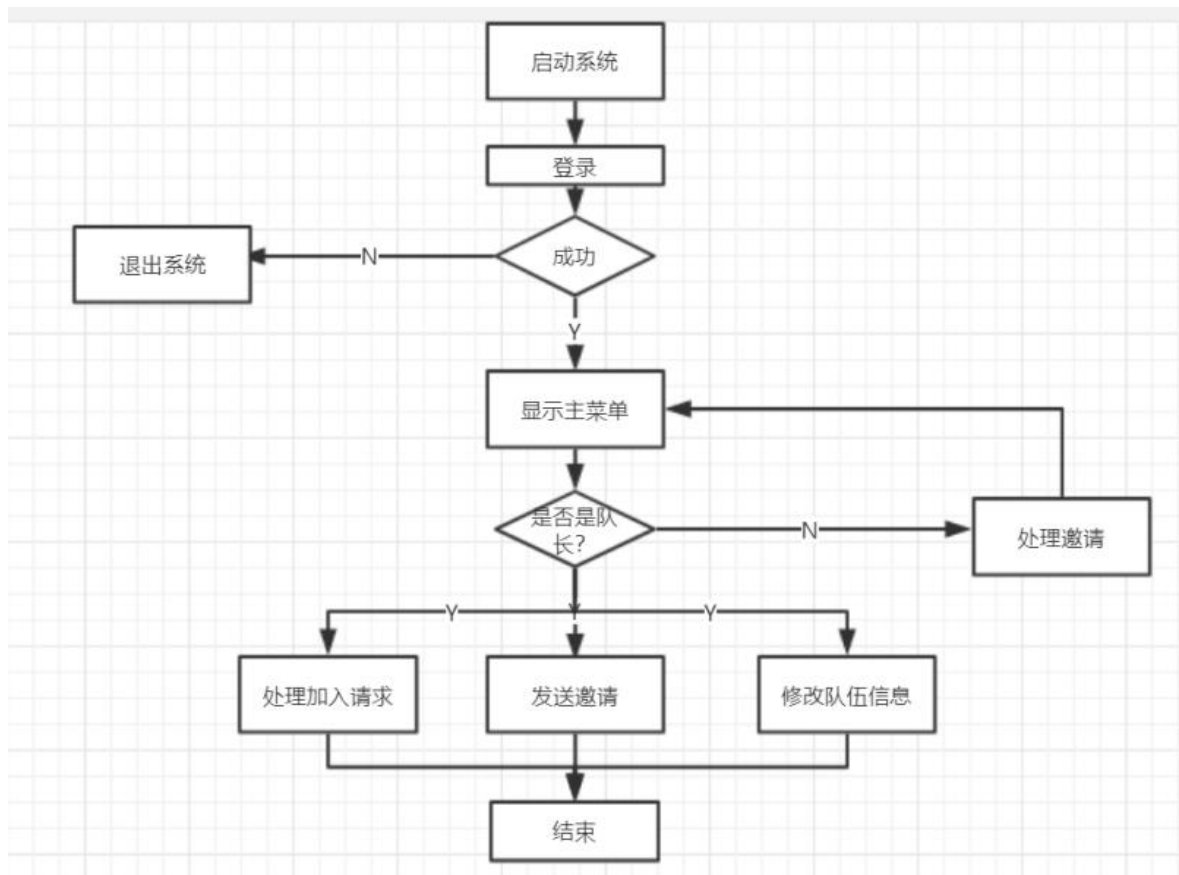 启动系统
登录
成功
N
退出系统
Y
显示主菜单
是否是队
长?
N
处理邀请
Y
Y
Y
处理加入请求
发送邀请
修改队伍信息
结束